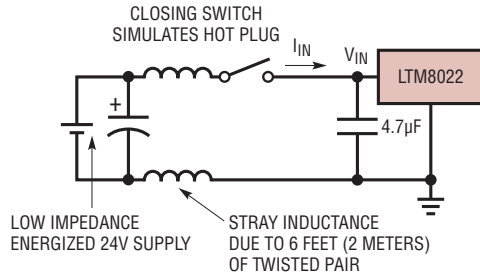 CLOSING SWITCH
SIMULATES HOT PLUG
IIN
VIN
LTM8022
+
4.7µF
LOW IMPEDANCE
ENERGIZED 24V SUPPLY
STRAY INDUCTANCE
DUE TO 6 FEET (2 METERS)
OF TWISTED PAIR